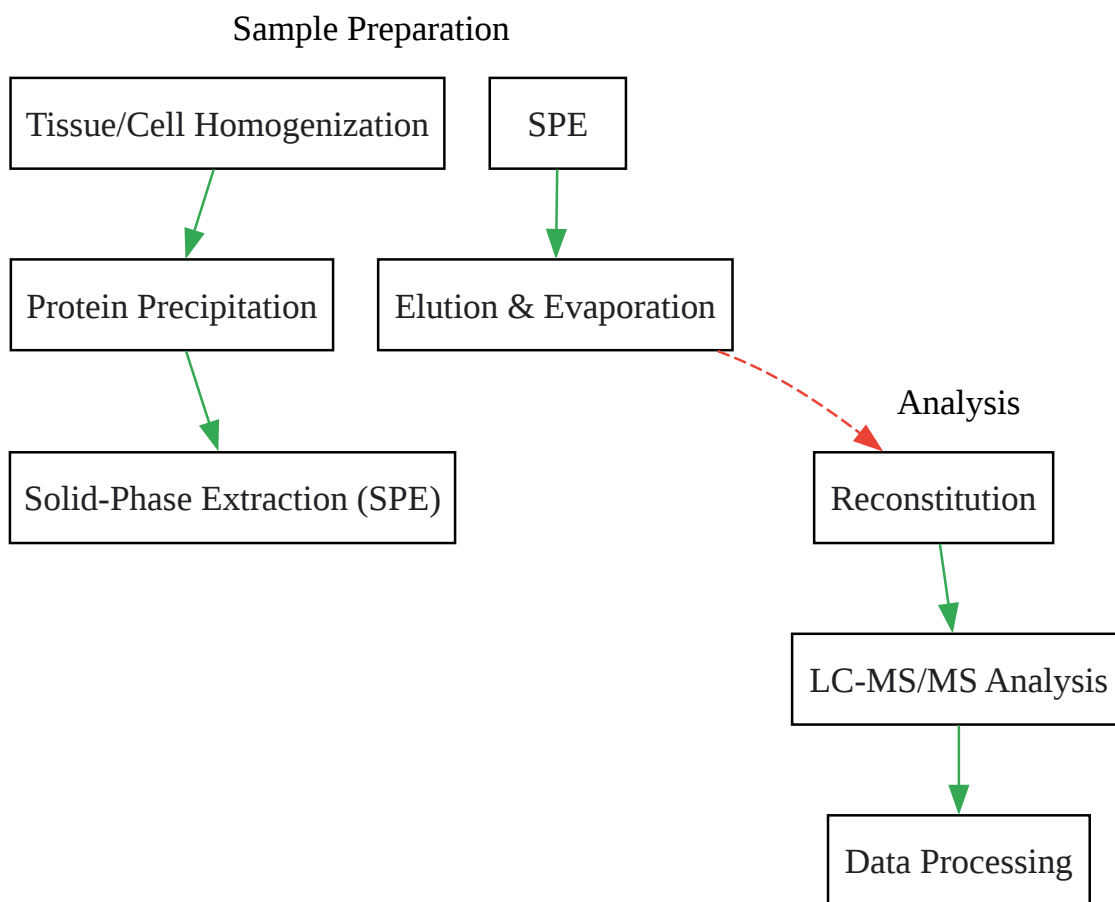 Sample Preparation
Tissue/Cell Homogenization
SPE
Protein Precipitation
Elution & Evaporation
Analysis
Solid-Phase Extraction (SPE)
Reconstitution
LC-MS/MS Analysis
Data Processing